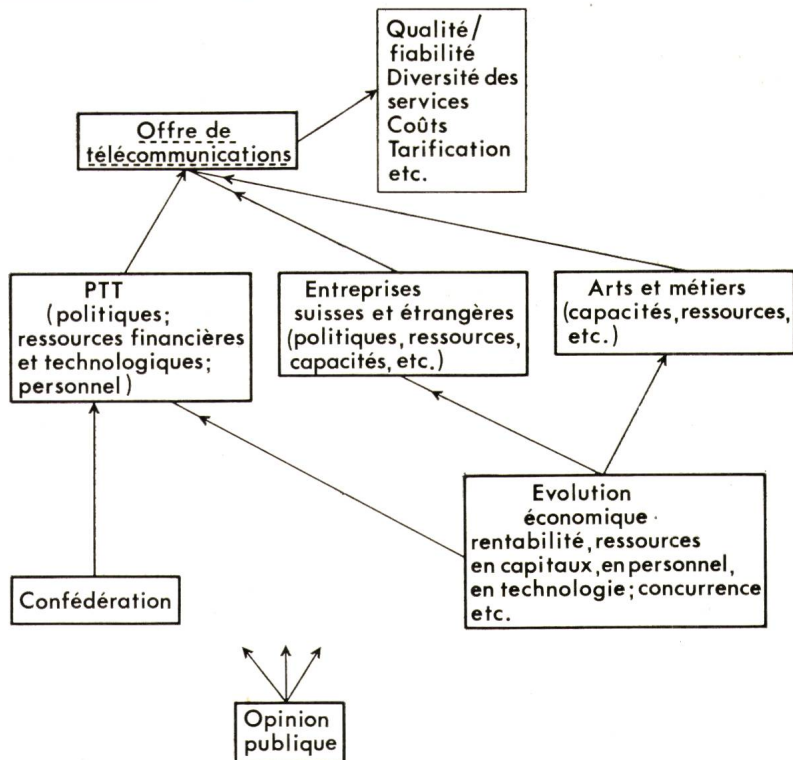 Qualité/
fiabilité
Diversité des
services
Coûts
Tarification
etc.
Offre de
télécommunications
PTT
(politiques;
ressources financières
et technologiques;
personnel)
Entreprises
suisses et étrangères
(politiques, ressources,
capacités, etc.)
Arts et métiers
(capacités, ressources,
etc.)
Evolution
économique
rentabilité, ressources
en capitaux, en personnel,
en technologie; concurrence
etc.
Confédération
Opinion
publique